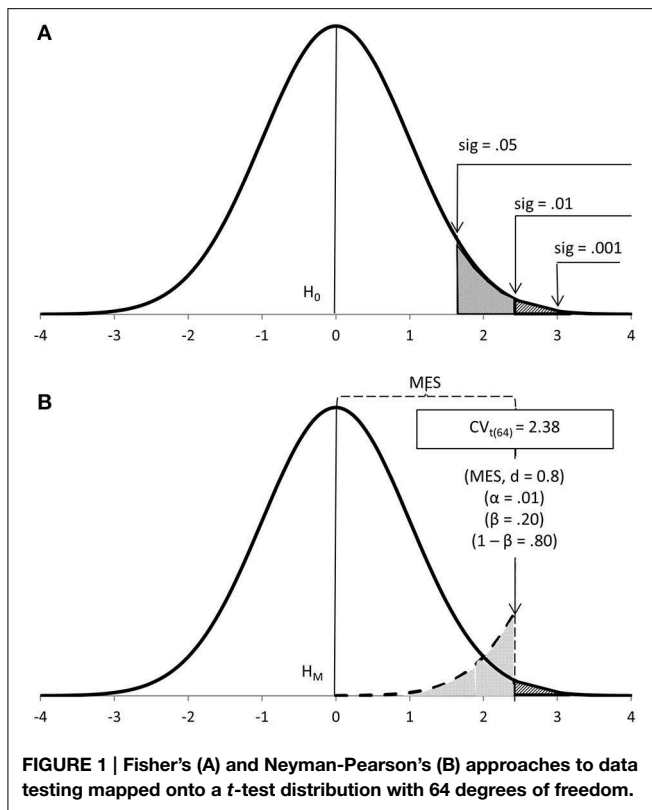 A
sig = .05
sig = .01
sig = .001
H₀
-4 -3 -2 -1 0 1 2 3 4
MES
B
CVₜ₍₆₄₎ = 2.38
(MES, d = 0.8)
(α = .01)
(β = .20)
(1 – β = .80)
H_M
-4 -3 -2 -1 0 1 2 3 4
FIGURE 1 | Fisher's (A) and Neyman-Pearson's (B) approaches to data
testing mapped onto a t-test distribution with 64 degrees of freedom.